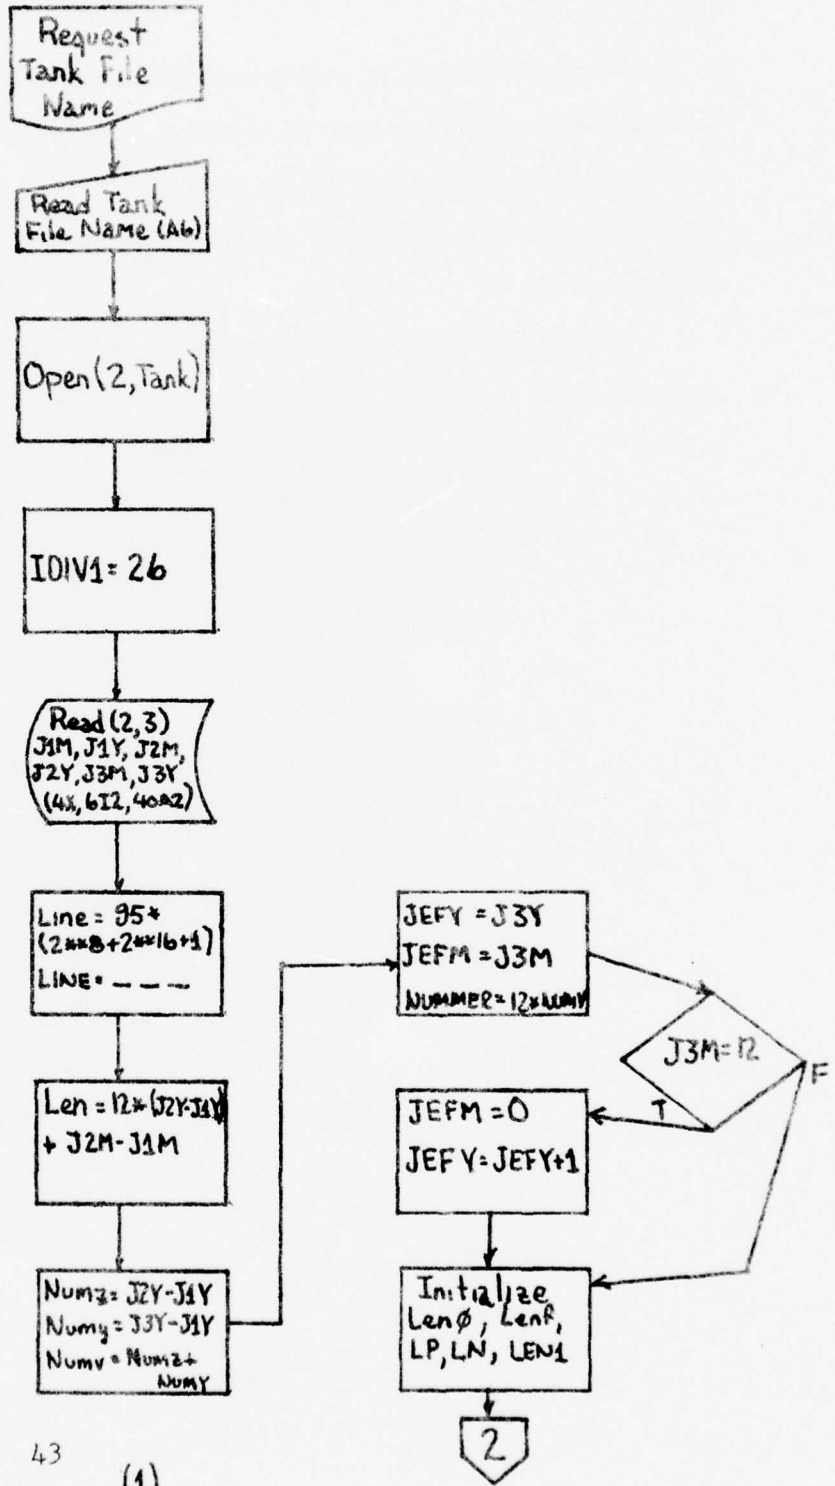 Request
Tank File
Name
Read Tank
File Name (A6)
Open(2,Tank)
IDIV1= 26
Read(2,3)
J1M, J1Y, J2M,
J2Y, J3M, J3Y
(4X, 6I2, 40A2)
Line = 95*
(2**8+2**16+1)
LINE= _ _ _
Len = 12*(J2Y-J1Y)
+ J2M-J1M
Numz= J2Y-J1Y
Numy= J3Y-J1Y
Numv= Numz+
NUMY
JEFY = J3Y
JEFM = J3M
NUMMER=12*NUMY
J3M=12
F
T
JEFM = 0
JEFY=JEFY+1
Initialize
LenØ, LenP,
LP, LN, LEN1
2
43
(1)